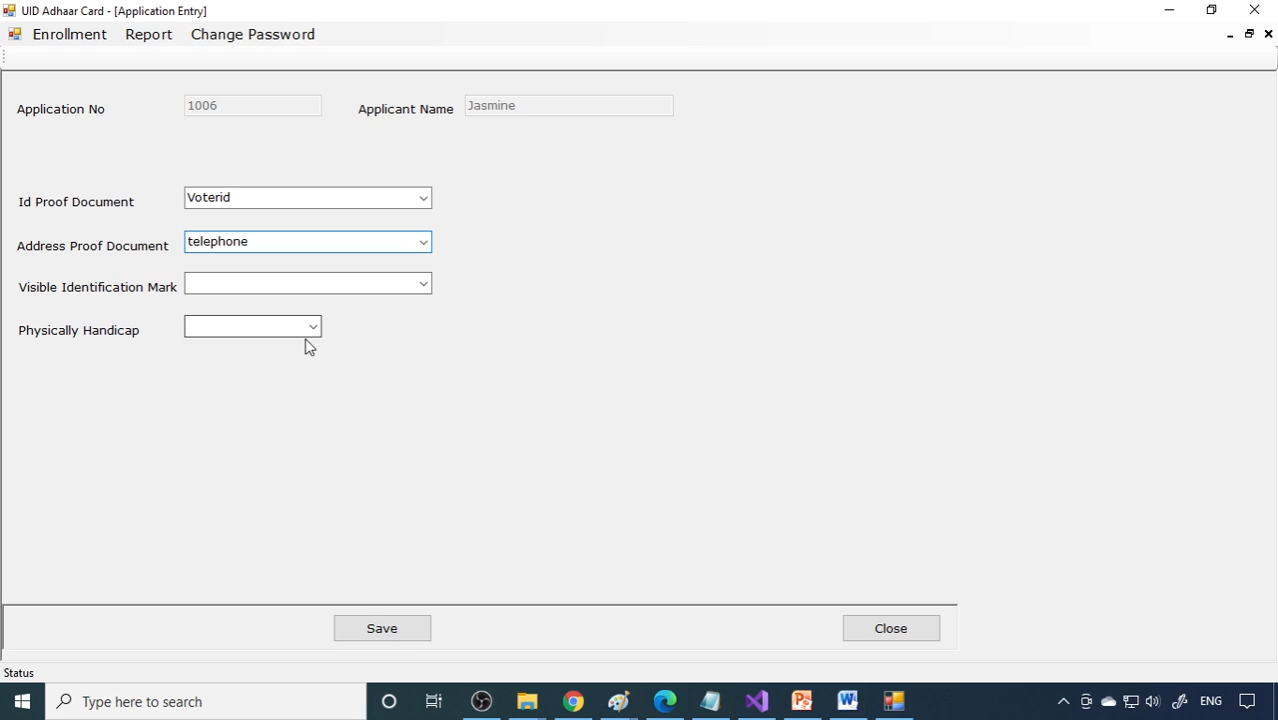 UID Adhaar Card - [Application Entry]
Enrollment Report Change Password
Application No 1006 Applicant Name Jasmine
Id Proof Document Voterid
Address Proof Document telephone
Visible Identification Mark
Physically Handicap
Save Close
Status
Type here to search ENG